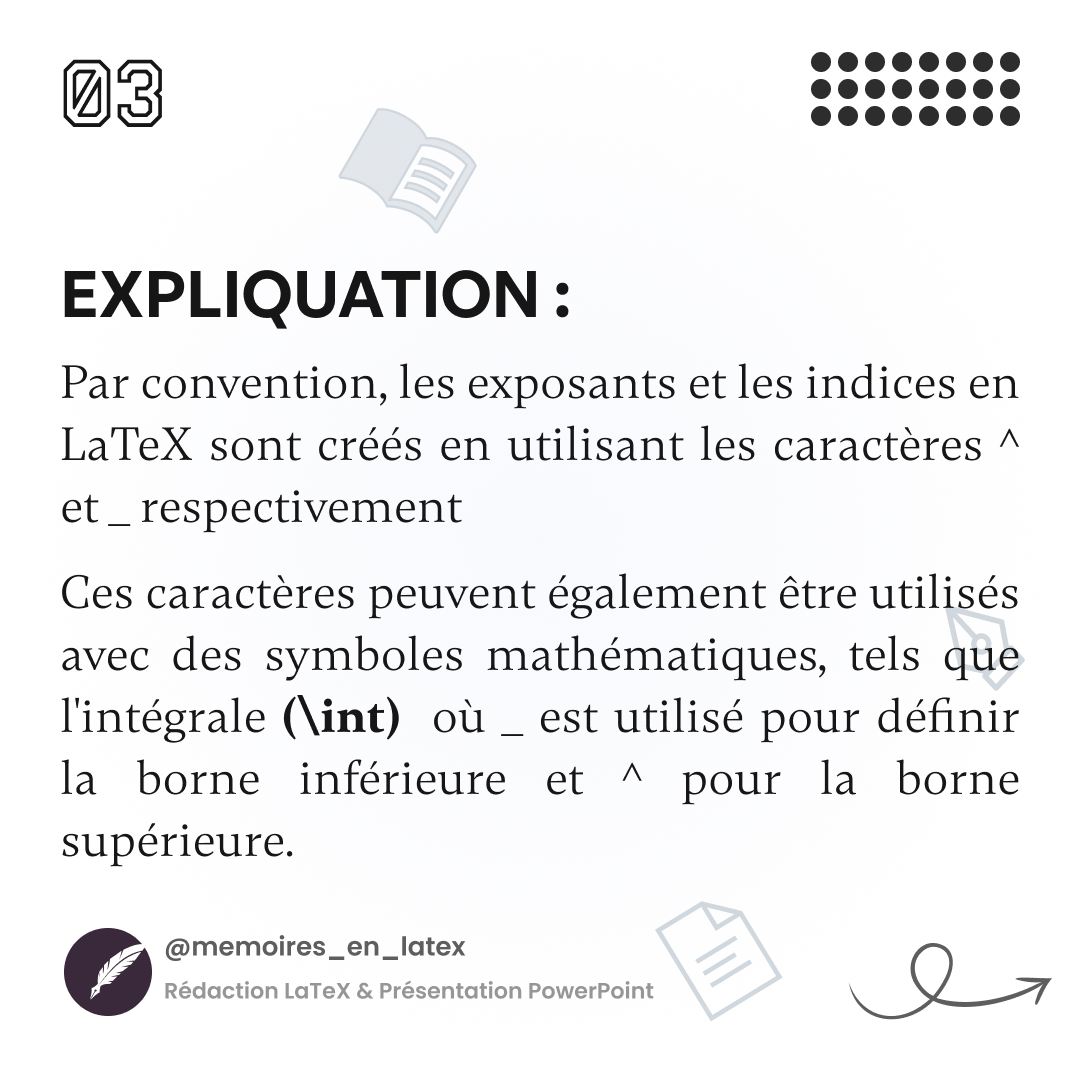 03
EXPLIQUATION :
Par convention, les exposants et les indices en
LaTeX sont créés en utilisant les caractères ^
et _ respectivement
Ces caractères peuvent également être utilisés
avec des symboles mathématiques, tels que
l'intégrale (\int) où _ est utilisé pour définir
la borne inférieure et ^ pour la borne
supérieure.
@memoires_en_latex
Rédaction LaTeX & Présentation PowerPoint